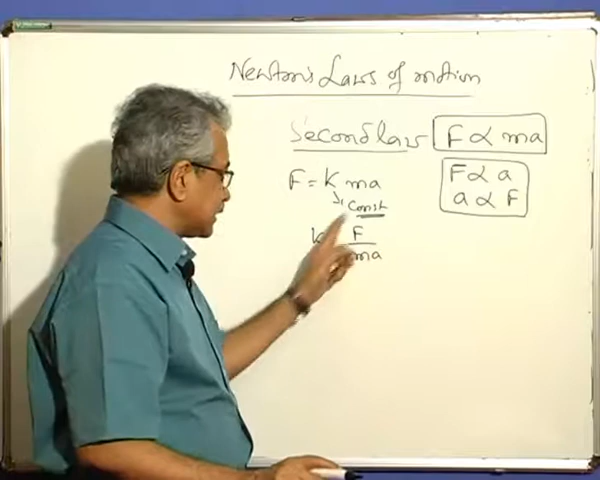 Newton's Laws of motion
Second law
F ∝ ma
F = K ma
Const
F ∝ a
a ∝ F
K
F
ma